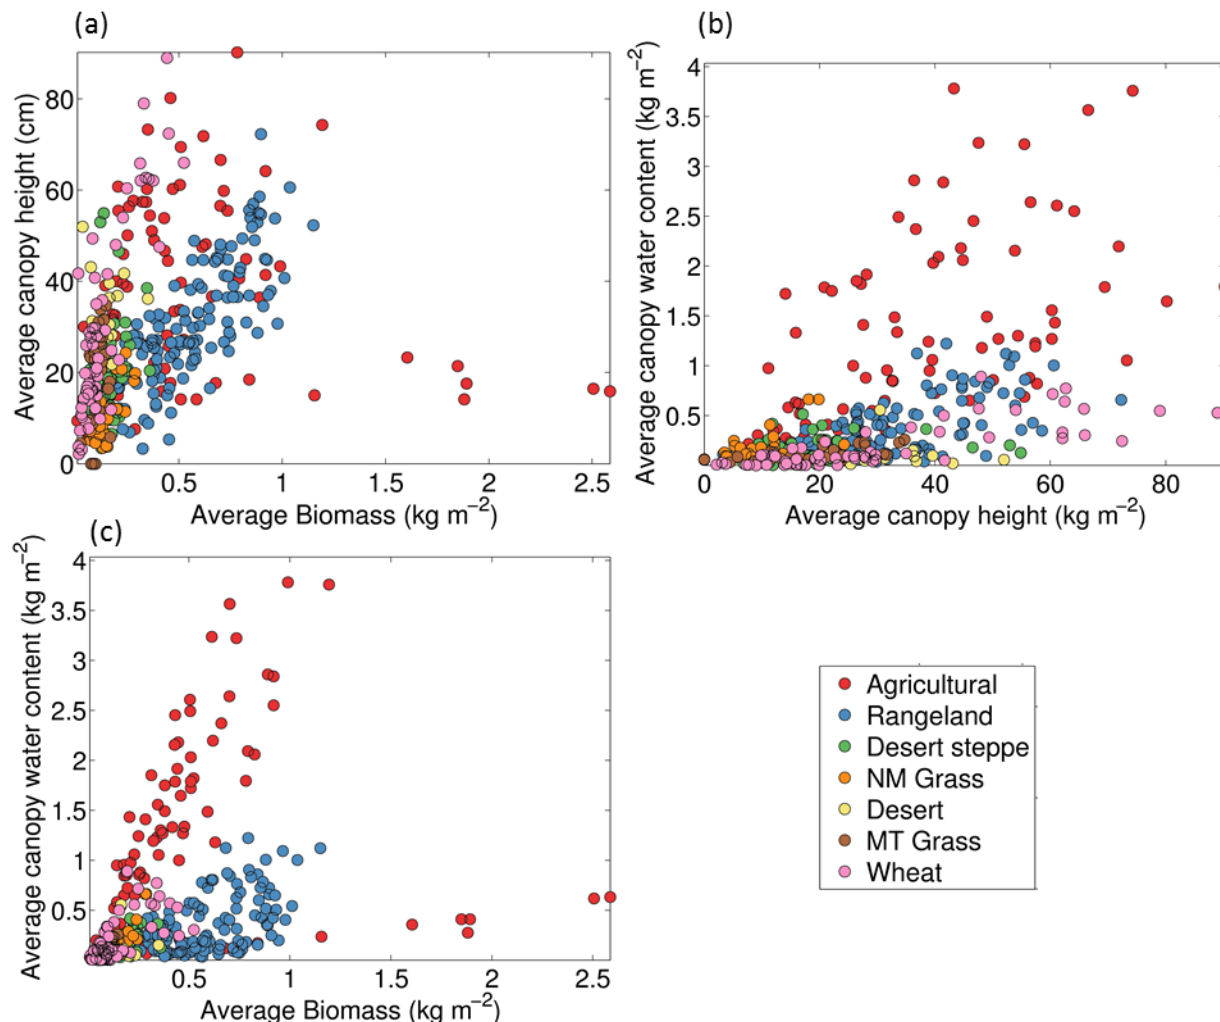 (a)
Average canopy height (cm)
80
60
40
20
0
0.5
1
1.5
2
2.5
Average Biomass (kg m⁻²)
(b)
Average canopy water content (kg m⁻²)
4
3.5
3
2.5
2
1.5
1
0.5
0
20
40
60
80
Average canopy height (kg m⁻²)
(c)
Average canopy water content (kg m⁻²)
4
3.5
3
2.5
2
1.5
1
0.5
0.5
1
1.5
2
2.5
Average Biomass (kg m⁻²)
Agricultural
Rangeland
Desert steppe
NM Grass
Desert
MT Grass
Wheat